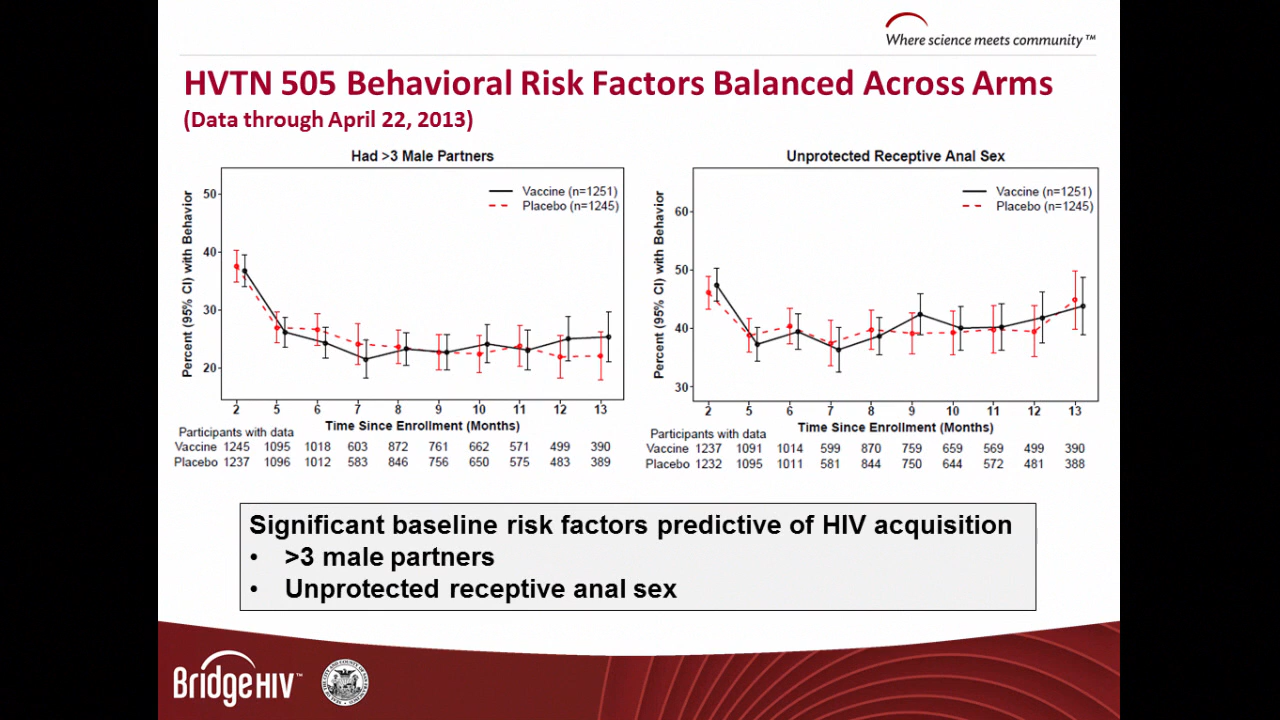 Where science meets community™
HVTN 505 Behavioral Risk Factors Balanced Across Arms
(Data through April 22, 2013)
Had >3 Male Partners
Percent (95% CI) with Behavior
50
40
30
20
Vaccine (n=1251)
Placebo (n=1245)
2 5 6 7 8 9 10 11 12 13
Time Since Enrollment (Months)
Participants with data
Vaccine 1245 1095 1018 603 872 761 662 571 499 390
Placebo 1237 1096 1012 583 846 756 650 575 483 389
Unprotected Receptive Anal Sex
Percent (95% CI) with Behavior
60
50
40
30
Vaccine (n=1251)
Placebo (n=1245)
2 5 6 7 8 9 10 11 12 13
Time Since Enrollment (Months)
Participants with data
Vaccine 1237 1091 1014 599 870 759 659 569 499 390
Placebo 1232 1095 1011 581 844 750 644 572 481 388
Significant baseline risk factors predictive of HIV acquisition
• >3 male partners
• Unprotected receptive anal sex
BridgeHIV™